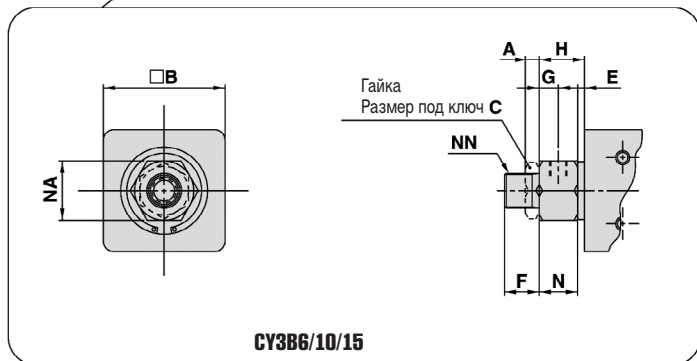 □B
NA
A
H
G
E
Гайка
Размер под ключ C
NN
F
N
CY3B6/10/15